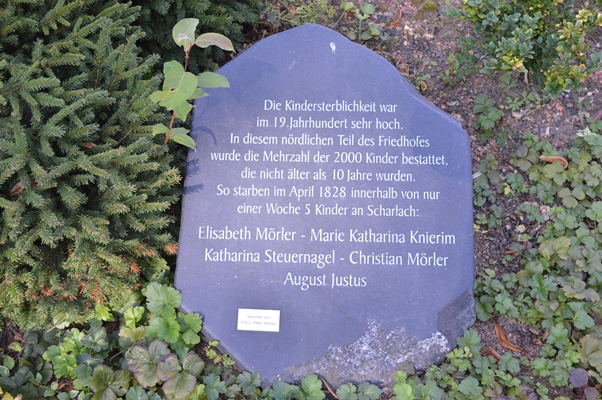 Die Kindersterblichkeit war
im 19.Jahrhundert sehr hoch.
In diesem nördlichen Teil des Friedhofes
wurde die Mehrzahl der 2000 Kinder bestattet,
die nicht älter als 10 Jahre wurden.
So starben im April 1828 innerhalb von nur
einer Woche 5 Kinder an Scharlach:
Elisabeth Mörler - Marie Katharina Knierim
Katharina Steuernagel - Christian Mörler
August Justus